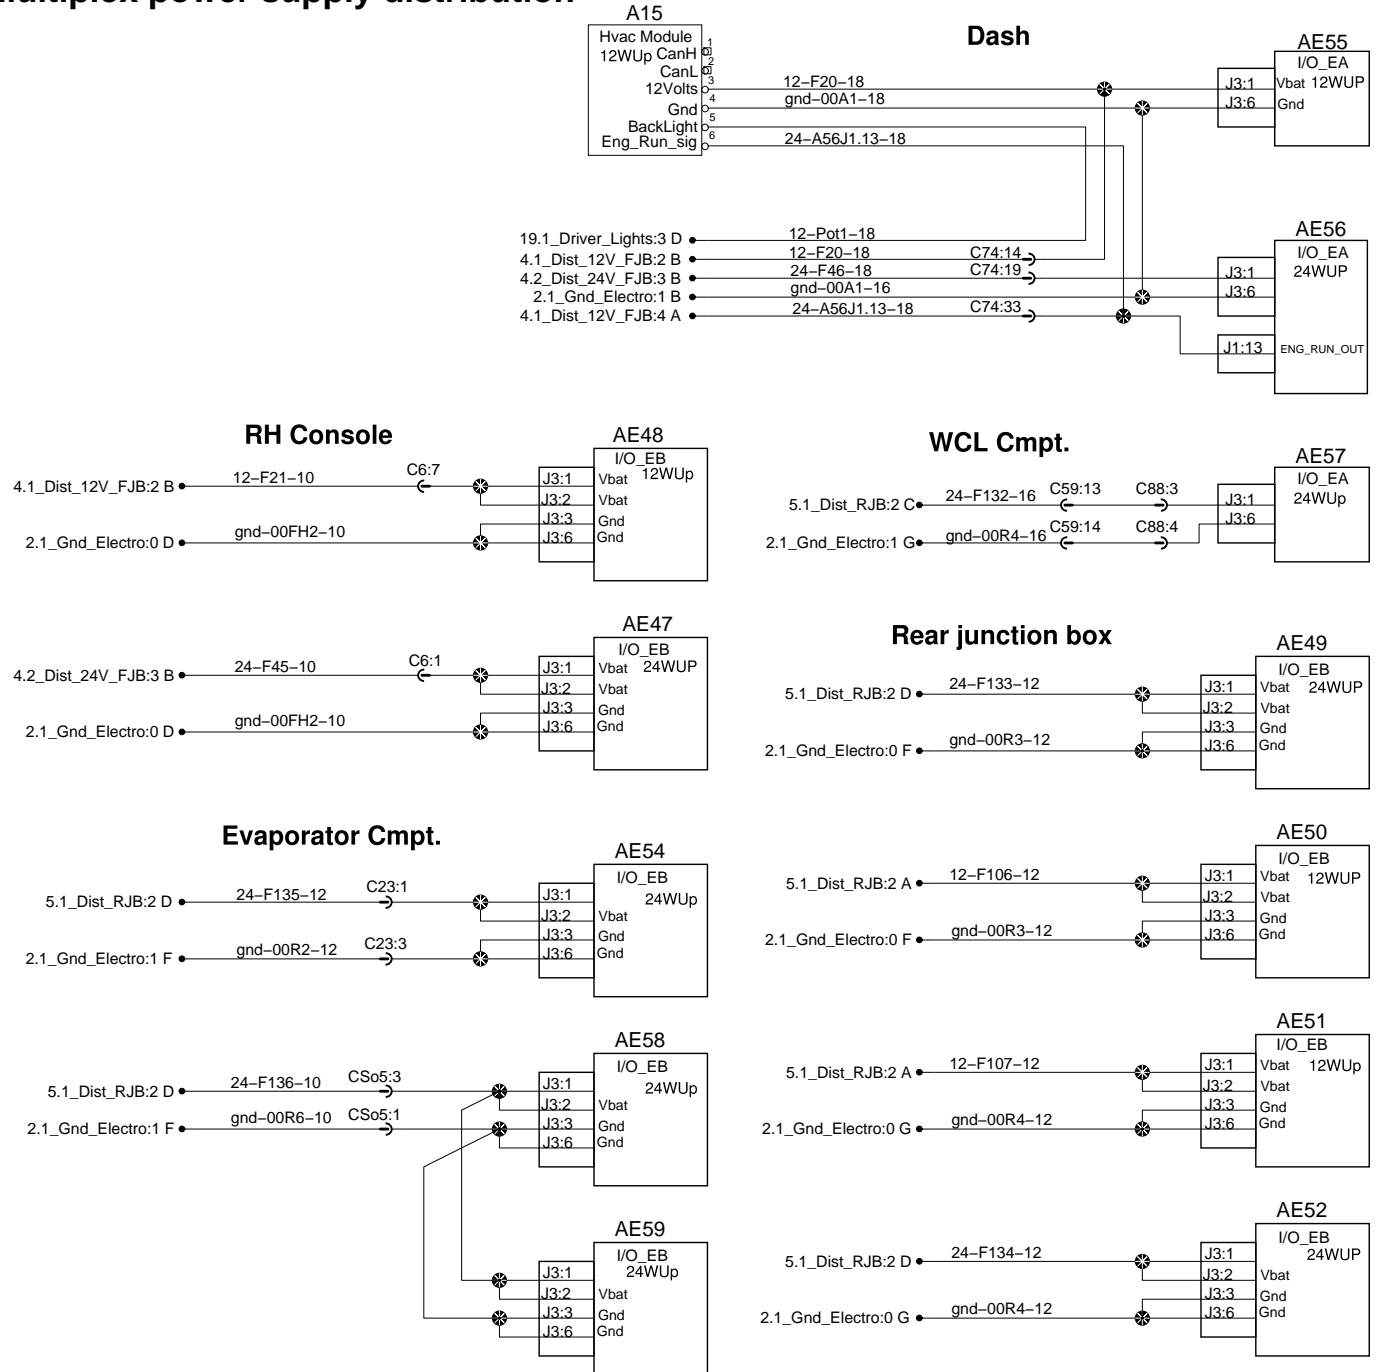 A15
Hvac Module
12WUp CanH 1
CanL 2
12Volts 3
Gnd 4
BackLight 5
Eng_Run_sig 6
Dash
12–F20–18
gnd–00A1–18
24–A56J1.13–18
AE55
I/O_EA
J3:1 Vbat 12WUP
J3:6 Gnd
19.1_Driver_Lights:3 D 12–Pot1–18
4.1_Dist_12V_FJB:2 B 12–F20–18 C74:14
4.2_Dist_24V_FJB:3 B 24–F46–18 C74:19
2.1_Gnd_Electro:1 B gnd–00A1–16
4.1_Dist_12V_FJB:4 A 24–A56J1.13–18 C74:33
AE56
I/O_EA
J3:1 24WUP
J3:6
J1:13 ENG_RUN_OUT
RH Console
AE48
I/O_EB
12WUp
4.1_Dist_12V_FJB:2 B 12–F21–10 C6:7 J3:1 Vbat
J3:2 Vbat
J3:3 Gnd
2.1_Gnd_Electro:0 D gnd–00FH2–10 J3:6 Gnd
WCL Cmpt.
AE57
I/O_EA
24WUp
5.1_Dist_RJB:2 C 24–F132–16 C59:13 C88:3 J3:1
2.1_Gnd_Electro:1 G gnd–00R4–16 C59:14 C88:4 J3:6
AE47
I/O_EB
4.2_Dist_24V_FJB:3 B 24–F45–10 C6:1 J3:1 Vbat 24WUP
J3:2 Vbat
J3:3 Gnd
2.1_Gnd_Electro:0 D gnd–00FH2–10 J3:6 Gnd
Rear junction box
AE49
I/O_EB
5.1_Dist_RJB:2 D 24–F133–12 J3:1 Vbat 24WUP
J3:2 Vbat
J3:3 Gnd
2.1_Gnd_Electro:0 F gnd–00R3–12 J3:6 Gnd
Evaporator Cmpt.
AE54
I/O_EB
24WUp
5.1_Dist_RJB:2 D 24–F135–12 C23:1 J3:1
J3:2 Vbat
J3:3 Gnd
2.1_Gnd_Electro:1 F gnd–00R2–12 C23:3 J3:6 Gnd
AE50
I/O_EB
5.1_Dist_RJB:2 A 12–F106–12 J3:1 Vbat 12WUP
J3:2 Vbat
J3:3 Gnd
2.1_Gnd_Electro:0 F gnd–00R3–12 J3:6 Gnd
AE58
I/O_EB
24WUp
5.1_Dist_RJB:2 D 24–F136–10 CSo5:3 J3:1
J3:2 Vbat
2.1_Gnd_Electro:1 F gnd–00R6–10 CSo5:1 J3:3 Gnd
J3:6 Gnd
AE51
I/O_EB
5.1_Dist_RJB:2 A 12–F107–12 J3:1 Vbat 12WUp
J3:2 Vbat
J3:3 Gnd
2.1_Gnd_Electro:0 G gnd–00R4–12 J3:6 Gnd
AE59
I/O_EB
J3:1 24WUp
J3:2 Vbat
J3:3 Gnd
J3:6 Gnd
AE52
I/O_EB
5.1_Dist_RJB:2 D 24–F134–12 J3:1 24WUP
J3:2 Vbat
J3:3 Gnd
2.1_Gnd_Electro:0 G gnd–00R4–12 J3:6 Gnd